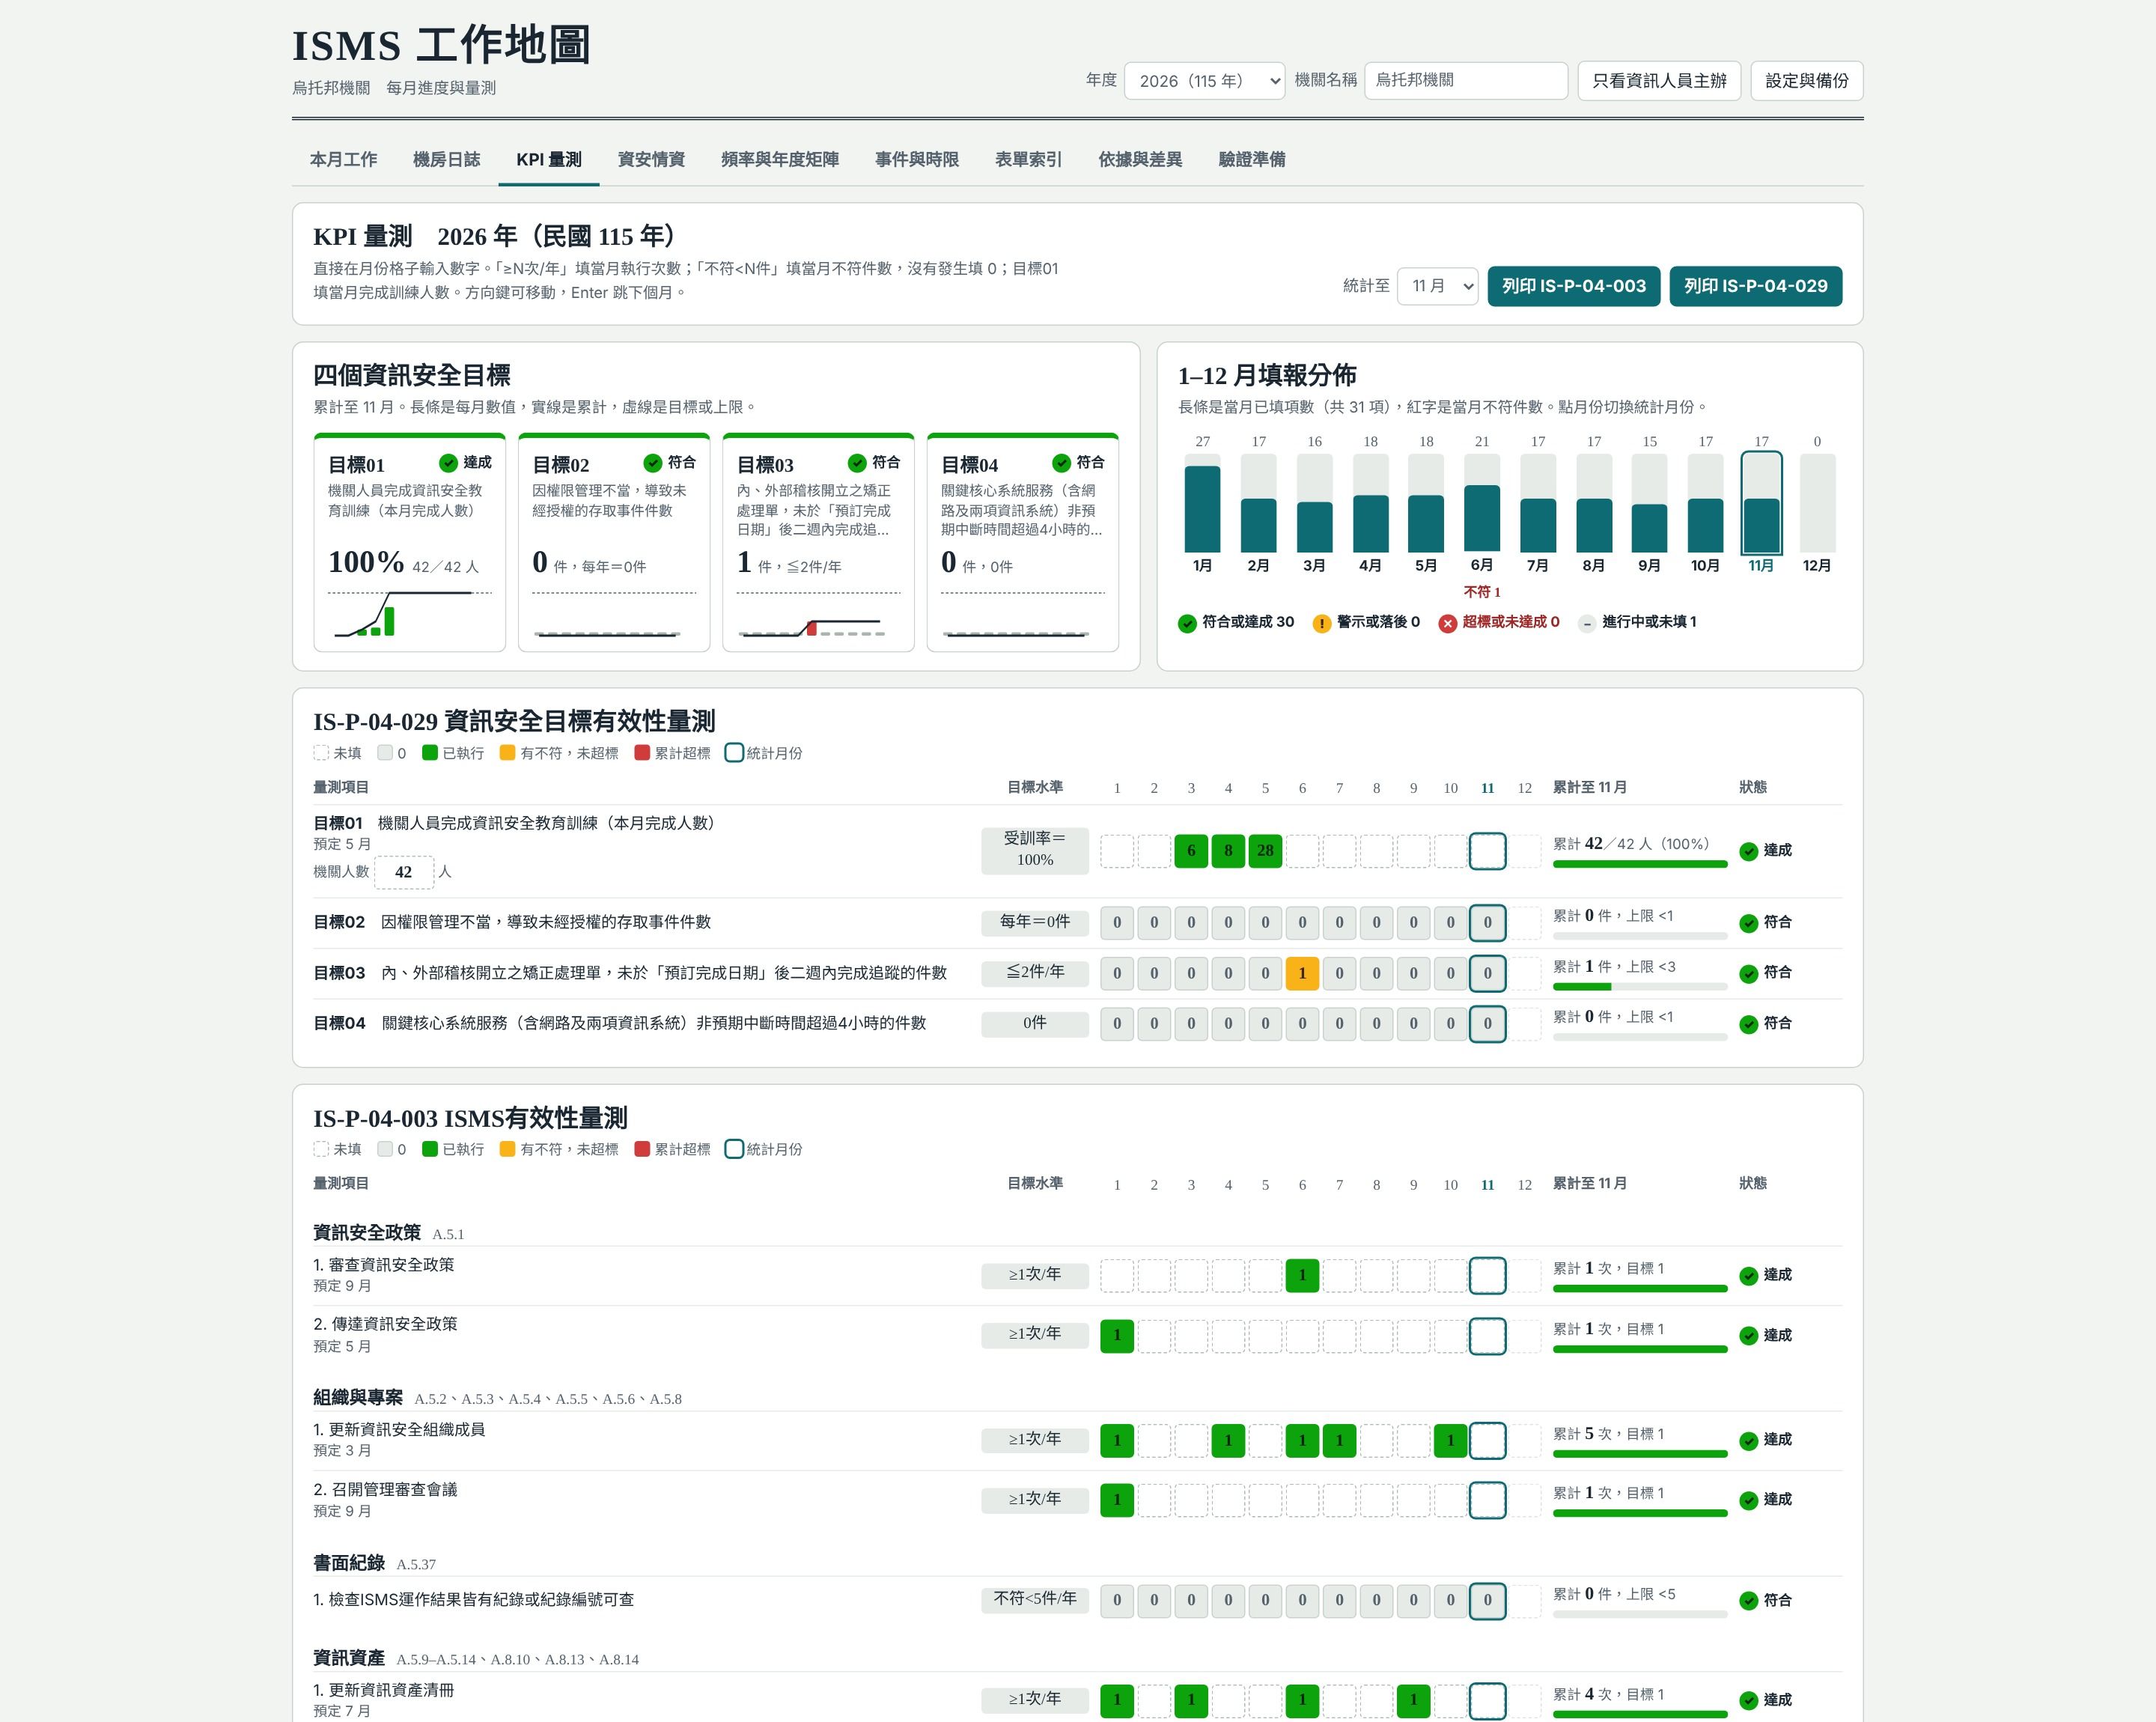 ISMS 工作地圖
烏托邦機關　每月進度與量測
年度 2026（115 年） 機關名稱 烏托邦機關 只看資訊人員主辦 設定與備份
本月工作 機房日誌 KPI 量測 資安情資 頻率與年度矩陣 事件與時限 表單索引 依據與差異 驗證準備
KPI 量測　2026 年（民國 115 年）
直接在月份格子輸入數字。「≥N次/年」填當月執行次數；「不符<N件」填當月不符件數，沒有發生填 0；目標01
填當月完成訓練人數。方向鍵可移動，Enter 跳下個月。
統計至 11 月 列印 IS-P-04-003 列印 IS-P-04-029
四個資訊安全目標
累計至 11 月。長條是每月數值，實線是累計，虛線是目標或上限。
目標01 達成
機關人員完成資訊安全教
育訓練（本月完成人數）
100% 42／42 人
目標02 符合
因權限管理不當，導致未
經授權的存取事件件數
0 件，每年＝0件
目標03 符合
內、外部稽核開立之矯正
處理單，未於「預訂完成
日期」後二週內完成追...
1 件，≦2件/年
目標04 符合
關鍵核心系統服務（含網
路及兩項資訊系統）非預
期中斷時間超過4小時的...
0 件，0件
1–12 月填報分佈
長條是當月已填項數（共 31 項），紅字是當月不符件數。點月份切換統計月份。
27 17 16 18 18 21 17 17 15 17 17 0
1月 2月 3月 4月 5月 6月 7月 8月 9月 10月 11月 12月
不符 1
符合或達成 30 警示或落後 0 超標或未達成 0 進行中或未填 1
IS-P-04-029 資訊安全目標有效性量測
未填 0 已執行 有不符，未超標 累計超標 統計月份
量測項目 目標水準 1 2 3 4 5 6 7 8 9 10 11 12 累計至 11 月 狀態
目標01 機關人員完成資訊安全教育訓練（本月完成人數）
預定 5 月
機關人數 42 人
受訓率＝
100%
6 8 28
累計 42／42 人（100%） 達成
目標02 因權限管理不當，導致未經授權的存取事件件數 每年＝0件 0 0 0 0 0 0 0 0 0 0 0 累計 0 件，上限 <1 符合
目標03 內、外部稽核開立之矯正處理單，未於「預訂完成日期」後二週內完成追蹤的件數 ≦2件/年 0 0 0 0 0 1 0 0 0 0 0 累計 1 件，上限 <3 符合
目標04 關鍵核心系統服務（含網路及兩項資訊系統）非預期中斷時間超過4小時的件數 0件 0 0 0 0 0 0 0 0 0 0 0 累計 0 件，上限 <1 符合
IS-P-04-003 ISMS有效性量測
未填 0 已執行 有不符，未超標 累計超標 統計月份
量測項目 目標水準 1 2 3 4 5 6 7 8 9 10 11 12 累計至 11 月 狀態
資訊安全政策 A.5.1
1. 審查資訊安全政策
預定 9 月
≥1次/年 1 累計 1 次，目標 1 達成
2. 傳達資訊安全政策
預定 5 月
≥1次/年 1 累計 1 次，目標 1 達成
組織與專案 A.5.2、A.5.3、A.5.4、A.5.5、A.5.6、A.5.8
1. 更新資訊安全組織成員
預定 3 月
≥1次/年 1 1 1 1 1 累計 5 次，目標 1 達成
2. 召開管理審查會議
預定 9 月
≥1次/年 1 累計 1 次，目標 1 達成
書面紀錄 A.5.37
1. 檢查ISMS運作結果皆有紀錄或紀錄編號可查 不符<5件/年 0 0 0 0 0 0 0 0 0 0 0 累計 0 件，上限 <5 符合
資訊資產 A.5.9–A.5.14、A.8.10、A.8.13、A.8.14
1. 更新資訊資產清冊
預定 7 月
≥1次/年 1 1 1 1 累計 4 次，目標 1 達成